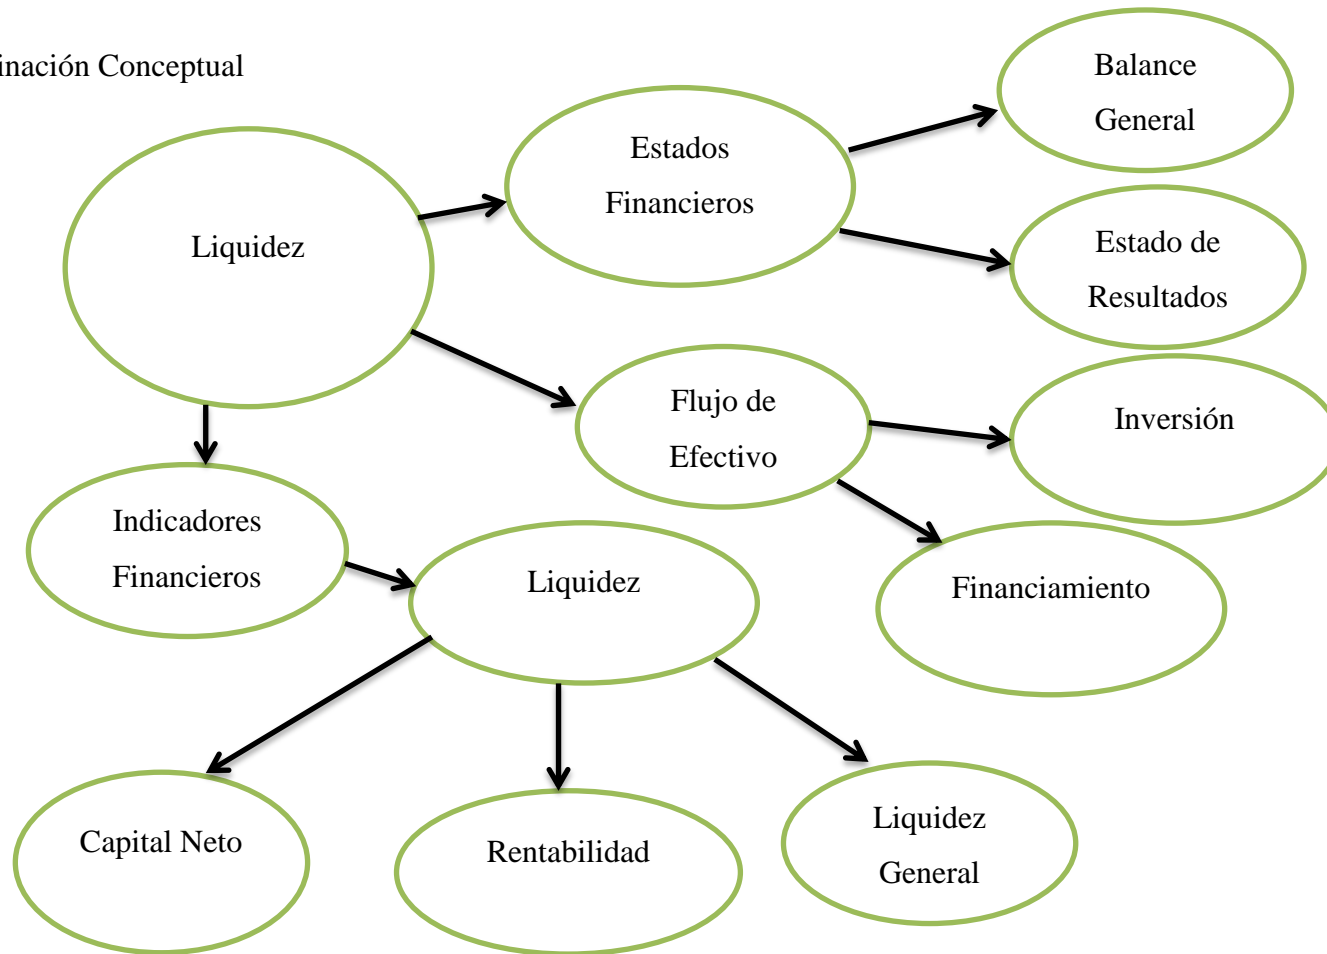 inación Conceptual
Balance
General
Estados
Financieros
Liquidez
Estado de
Resultados
Flujo de
Efectivo
Inversión
Indicadores
Financieros
Liquidez
Financiamiento
Capital Neto
Rentabilidad
Liquidez
General